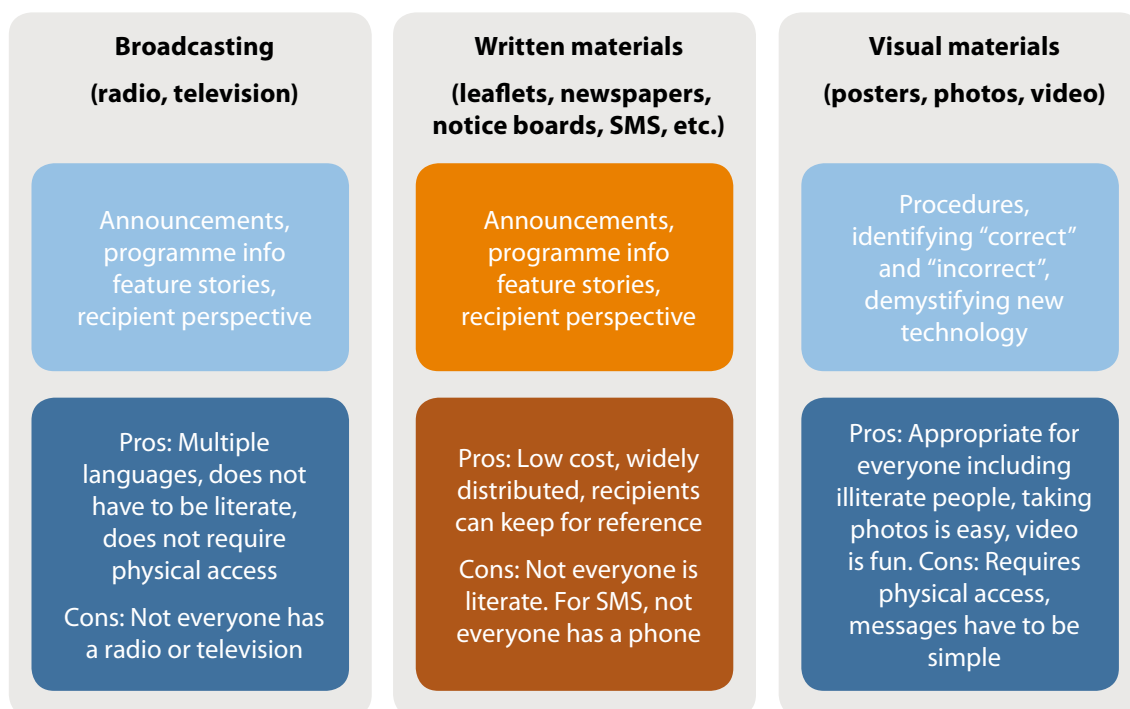 Broadcasting
(radio, television)
Announcements,
programme info
feature stories,
recipient perspective
Pros: Multiple
languages, does not
have to be literate,
does not require
physical access
Cons: Not everyone has
a radio or television
Written materials
(leaflets, newspapers,
notice boards, SMS, etc.)
Announcements,
programme info
feature stories,
recipient perspective
Pros: Low cost, widely
distributed, recipients
can keep for reference
Cons: Not everyone is
literate. For SMS, not
everyone has a phone
Visual materials
(posters, photos, video)
Procedures,
identifying “correct”
and “incorrect”,
demystifying new
technology
Pros: Appropriate for
everyone including
illiterate people, taking
photos is easy, video
is fun. Cons: Requires
physical access,
messages have to be
simple